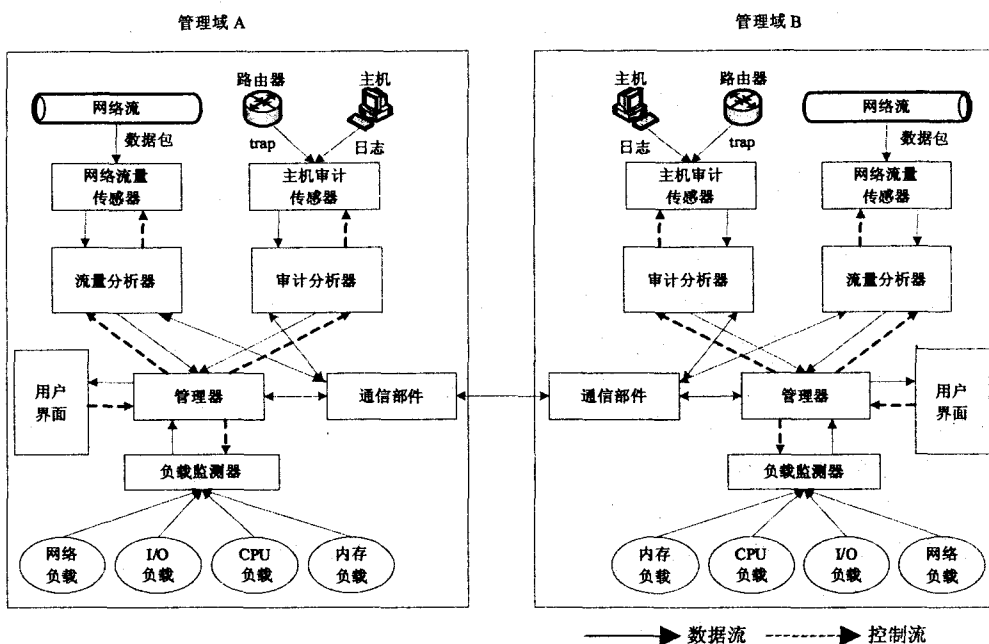 管理域 A
管理域 B
网络流
路由器
主机
数据包
trap
日志
网络流量
传感器
主机审计
传感器
流量分析器
审计分析器
用户
界面
管理器
通信部件
负载监测器
网络
负载
I/O
负载
CPU
负载
内存
负载
主机
路由器
网络流
日志
trap
数据包
主机审计
传感器
网络流量
传感器
审计分析器
流量分析器
通信部件
管理器
用户
界面
负载监测器
内存
负载
CPU
负载
I/O
负载
网络
负载
数据流
控制流